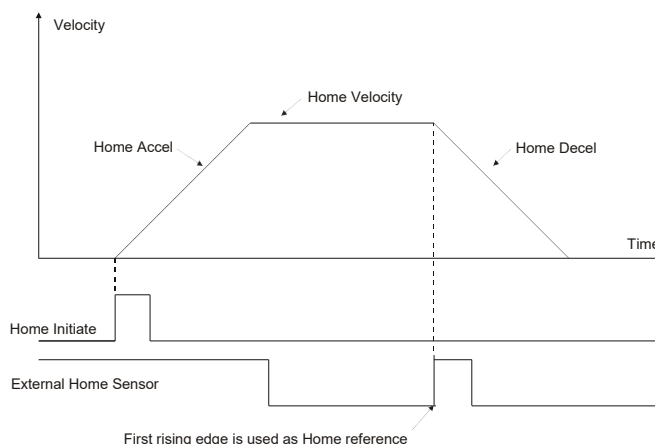 Velocity
Home Velocity
Home Accel
Home Decel
Time
Home Initiate
External Home Sensor
First rising edge is used as Home reference